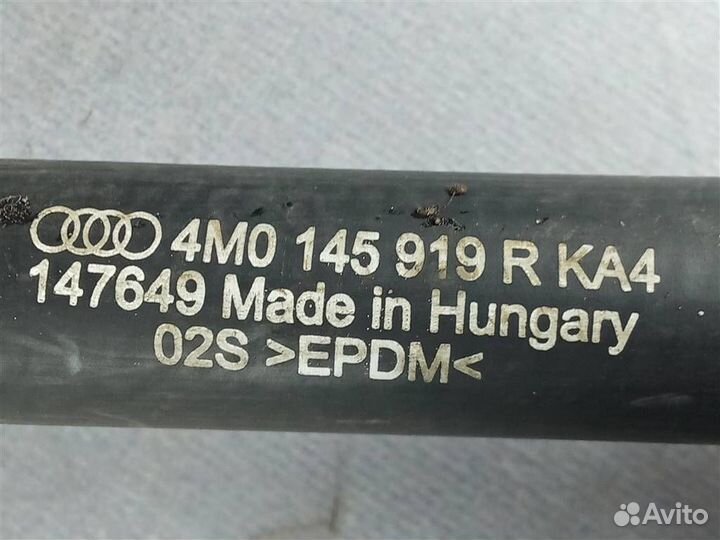 4M0 145 919 R KA4
147649 Made in Hungary
02S >EPDM<
Avito